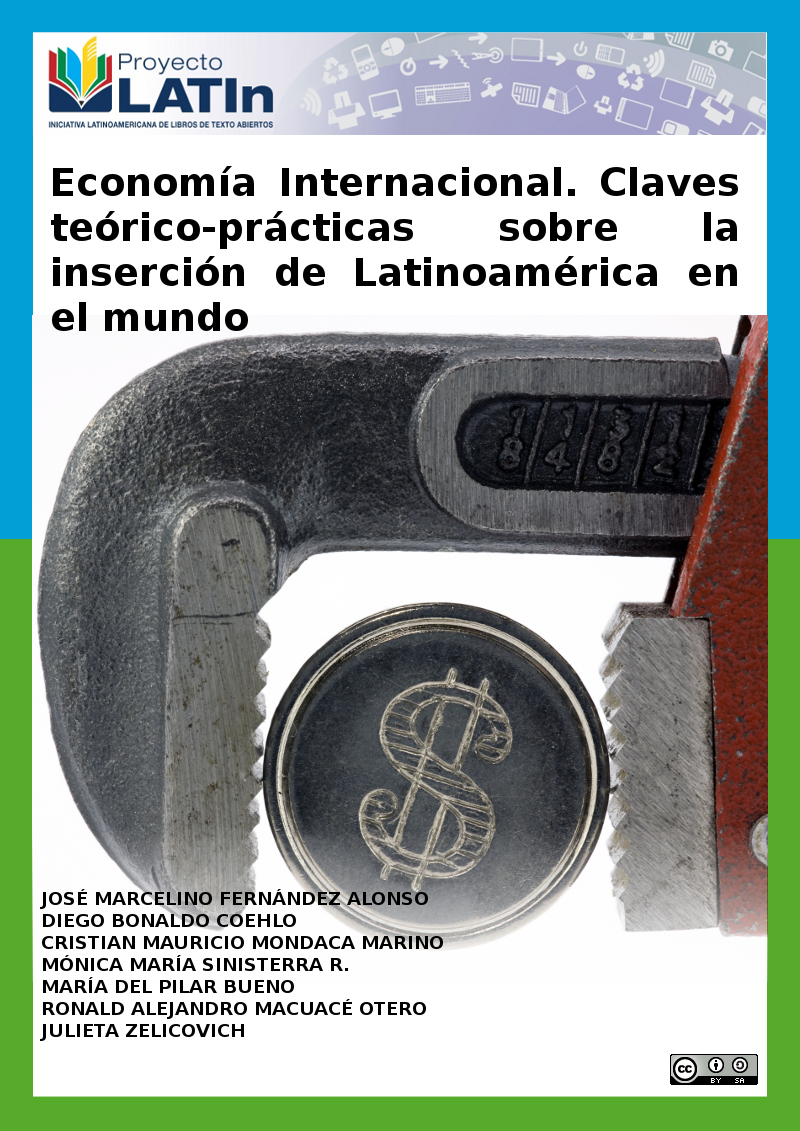 Proyecto
LATIn
INICIATIVA LATINOAMERICANA DE LIBROS DE TEXTO ABIERTOS
Economía Internacional. Claves
teórico-prácticas sobre la
inserción de Latinoamérica en
el mundo
1/8 1/4 3/8 1/2
$
JOSÉ MARCELINO FERNÁNDEZ ALONSO
DIEGO BONALDO COEHLO
CRISTIAN MAURICIO MONDACA MARINO
MÓNICA MARÍA SINISTERRA R.
MARÍA DEL PILAR BUENO
RONALD ALEJANDRO MACUACÉ OTERO
JULIETA ZELICOVICH
cc
BY SA